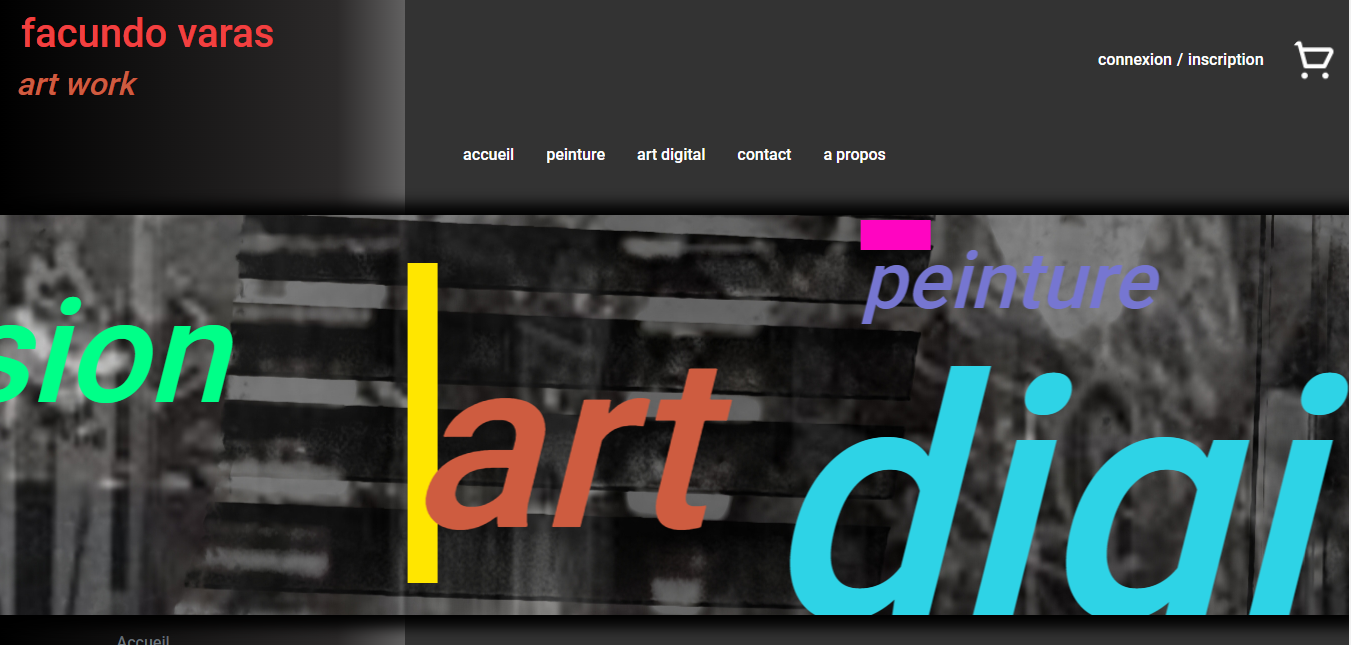 facundo varas
art work
connexion / inscription
accueil peinture art digital contact a propos
peinture
sion
art
digi
Accueil